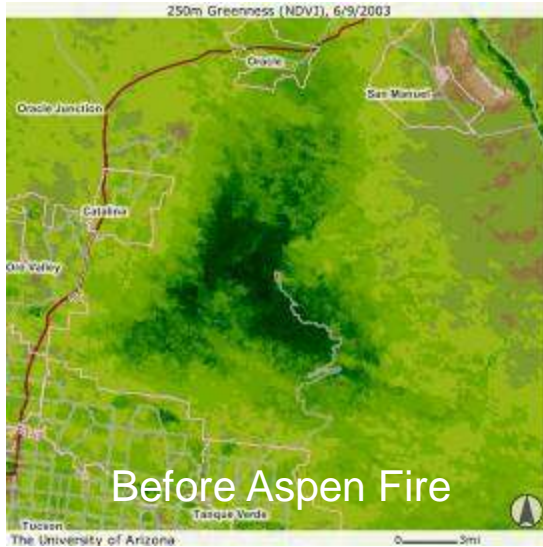 250m Greenness (NDVI), 6/9/2003
Oracle
San Manuel
Oracle Junction
Catalina
Oro Valley
Before Aspen Fire
Tanque Verde
Tucson
The University of Arizona
0 3mi